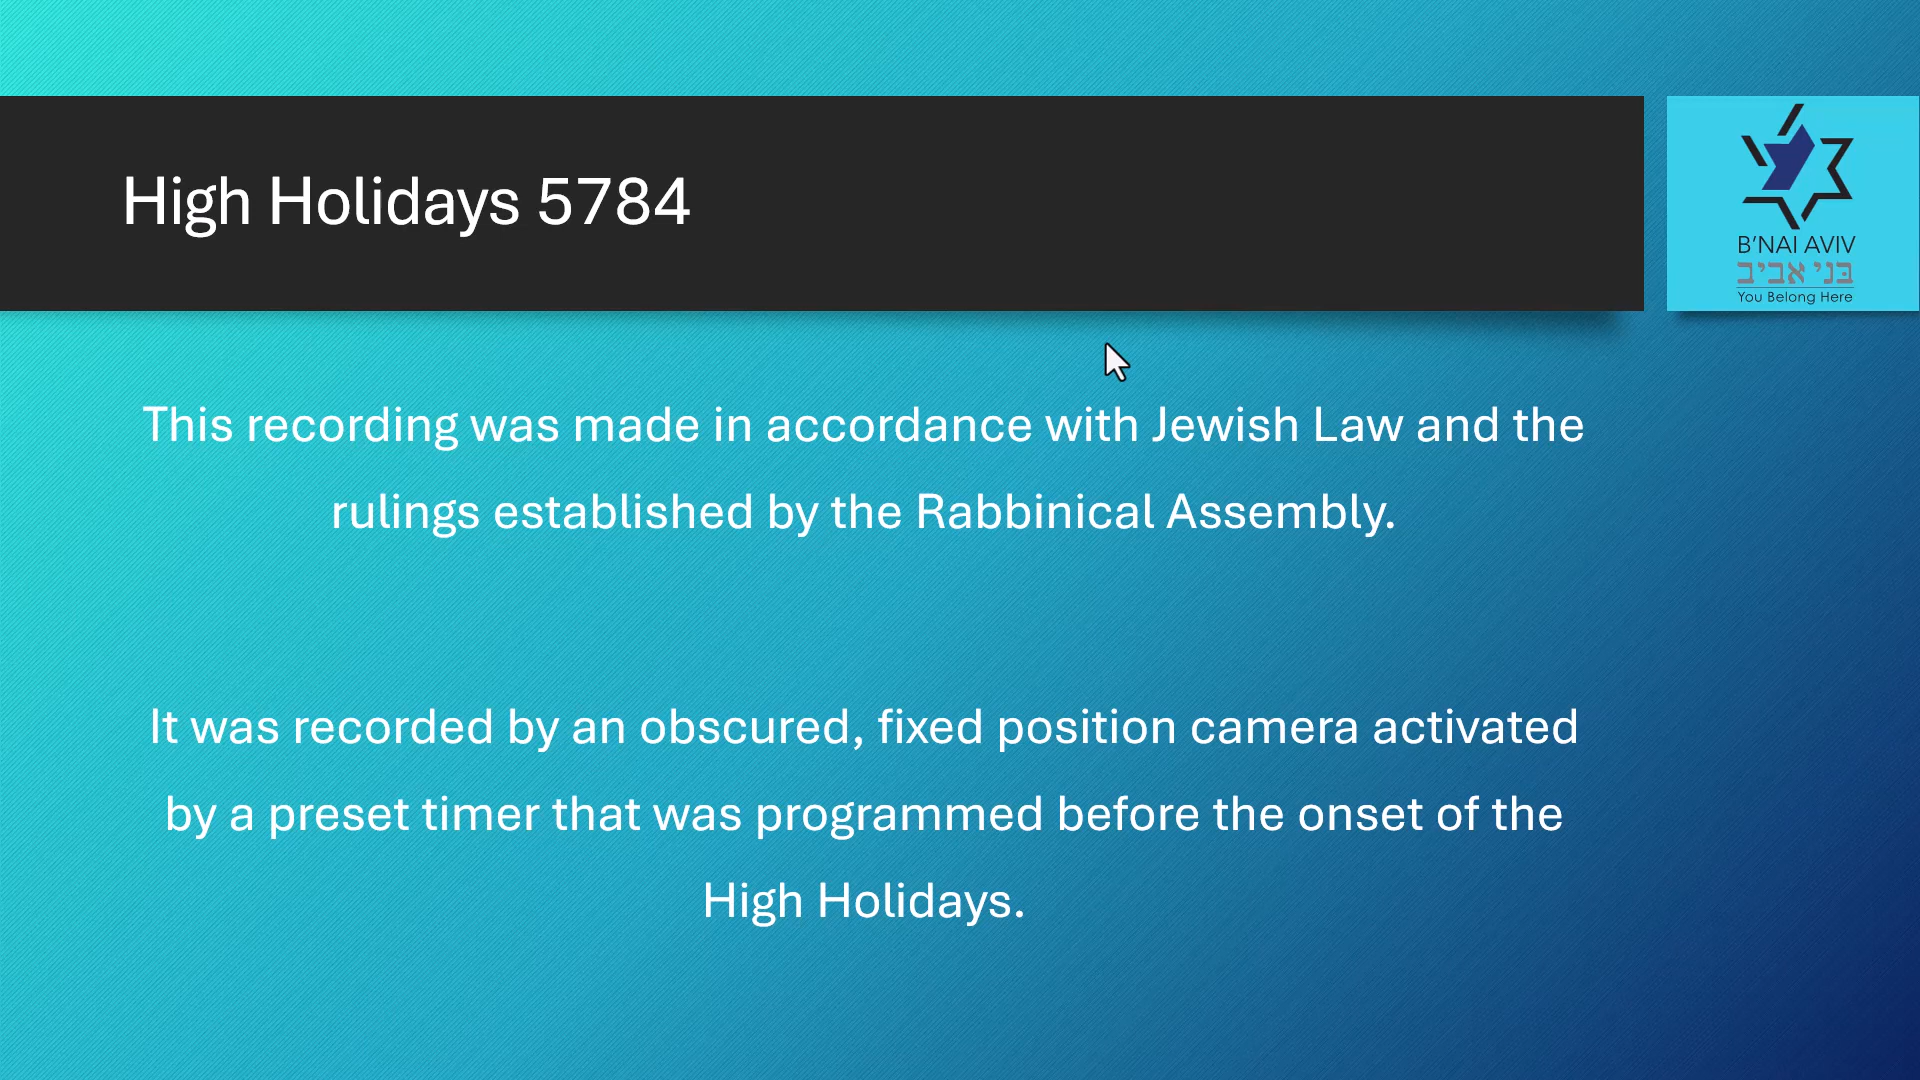 High Holidays 5784
B'NAI AVIV
בּני אביב
You Belong Here
This recording was made in accordance with Jewish Law and the
rulings established by the Rabbinical Assembly.
It was recorded by an obscured, fixed position camera activated
by a preset timer that was programmed before the onset of the
High Holidays.